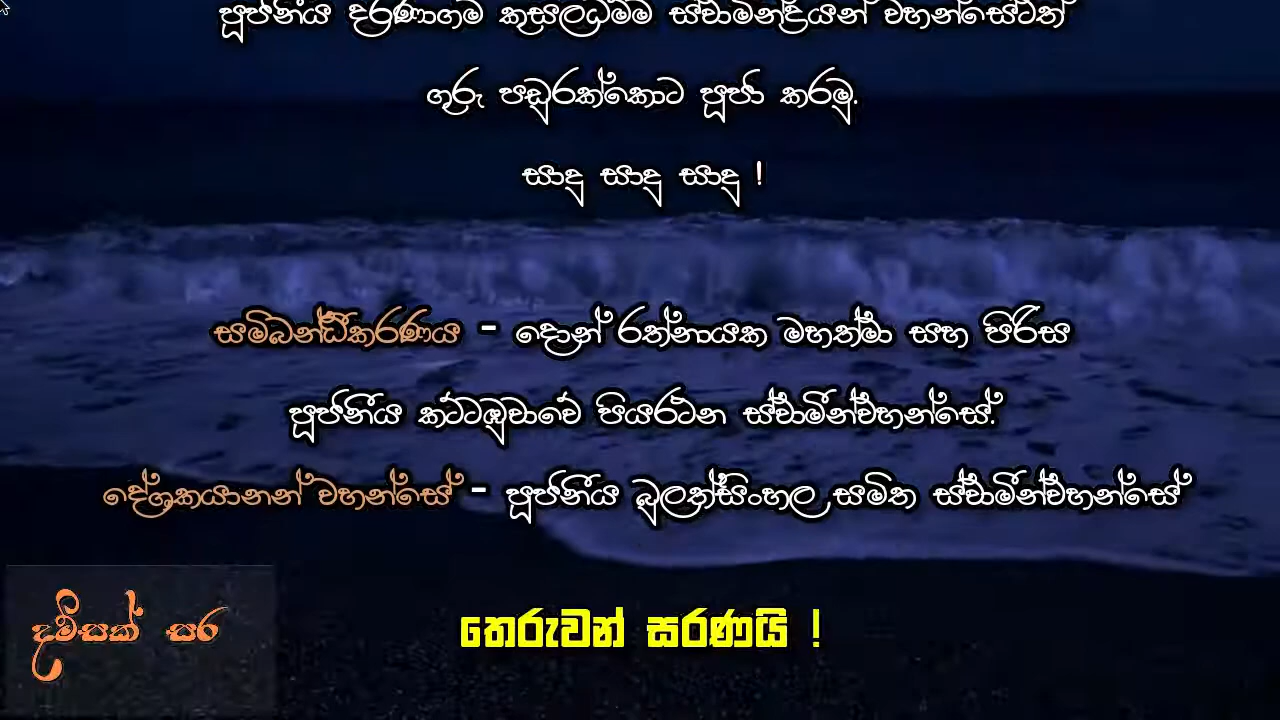 පූජනීය දරණාගම කුසලධම්ම ස්වාමින්ද්‍රයන් වහන්සේටත්
ගුරු පඬුරක්කොට පූජා කරමු.
සාදු සාදු සාදු !
සම්බන්ධීකරණය - දොන් රත්නායක මහත්මා සහ පිරිස
පූජනීය කට්ටඹුවාවේ පියරටන ස්වාමීන්වහන්සේ.
දේශකයානන් වහන්සේ - පූජනීය බුලත්සිංහල සමිත ස්වාමීන්වහන්සේ
දම්සක් සර
තෙරුවන් සරණයි !